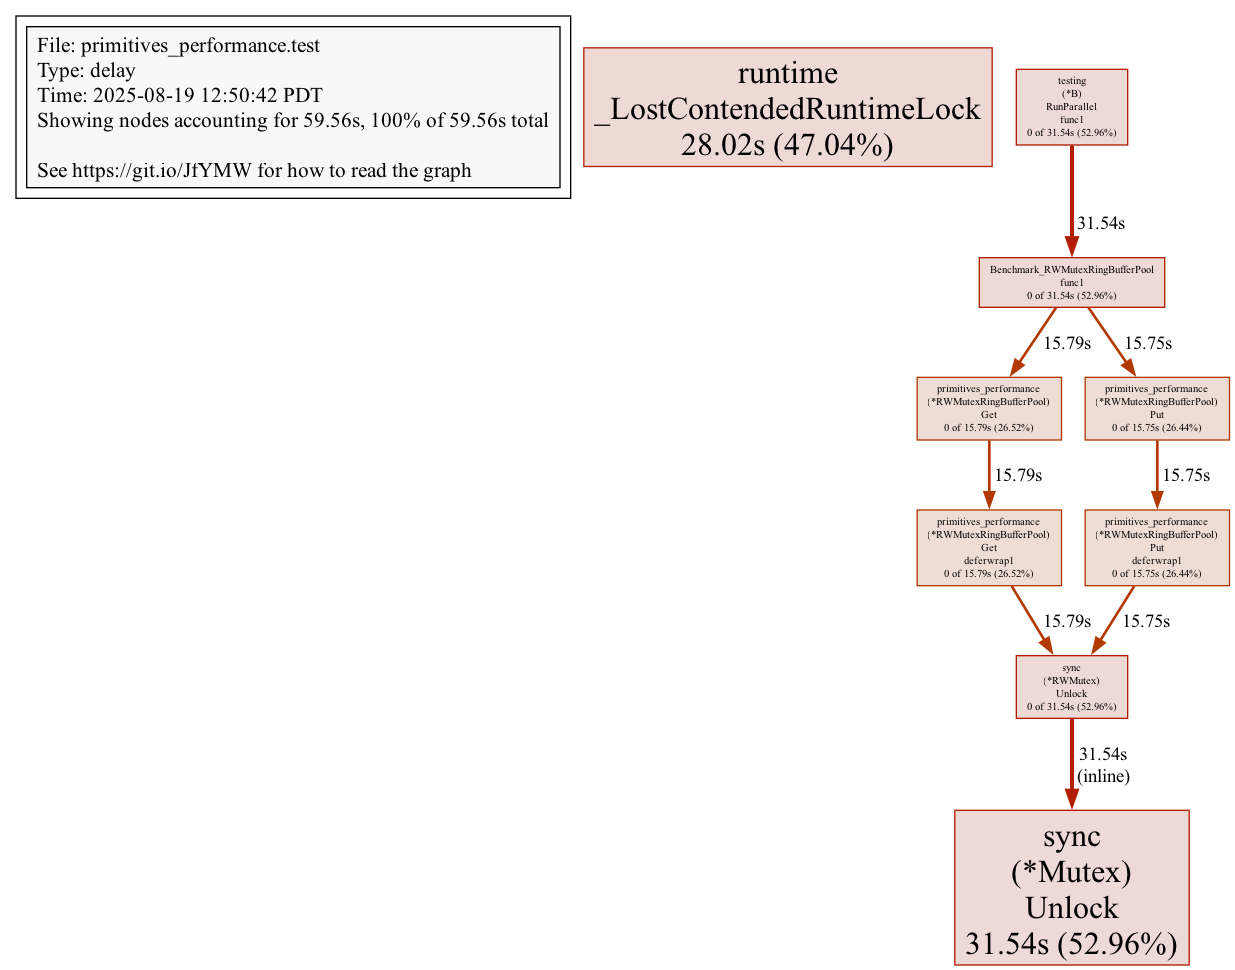 File: primitives_performance.test
Type: delay
Time: 2025-08-19 12:50:42 PDT
Showing nodes accounting for 59.56s, 100% of 59.56s total
See https://git.io/JfYMW for how to read the graph
runtime
_LostContendedRuntimeLock
28.02s (47.04%)
testing
(*B)
RunParallel
func1
0 of 31.54s (52.96%)
31.54s
Benchmark_RWMutexRingBufferPool
func1
0 of 31.54s (52.96%)
15.79s
15.75s
primitives_performance
(*RWMutexRingBufferPool)
Get
0 of 15.79s (26.52%)
primitives_performance
(*RWMutexRingBufferPool)
Put
0 of 15.75s (26.44%)
15.79s
15.75s
primitives_performance
(*RWMutexRingBufferPool)
Get
deferwrap1
0 of 15.79s (26.52%)
primitives_performance
(*RWMutexRingBufferPool)
Put
deferwrap1
0 of 15.75s (26.44%)
15.79s
15.75s
sync
(*RWMutex)
Unlock
0 of 31.54s (52.96%)
31.54s
(inline)
sync
(*Mutex)
Unlock
31.54s (52.96%)